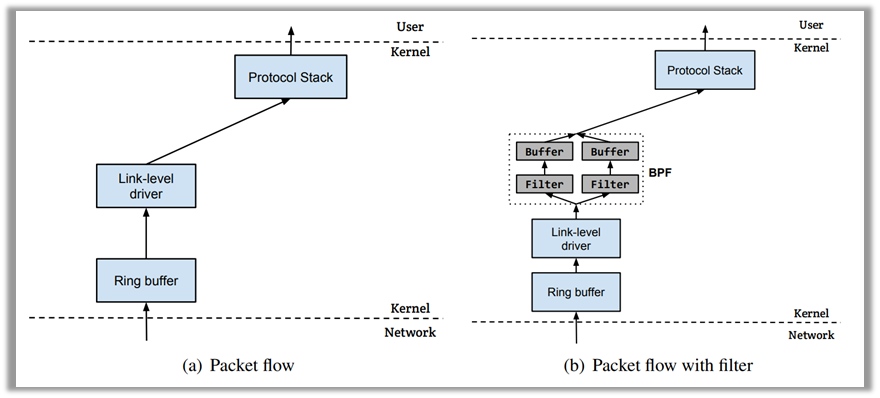 User
Kernel
Protocol Stack
Link-level
driver
Ring buffer
Kernel
Network
(a) Packet flow
User
Kernel
Protocol Stack
Buffer Buffer
BPF
Filter Filter
Link-level
driver
Ring buffer
Kernel
Network
(b) Packet flow with filter